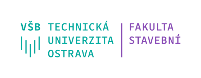 VŠB TECHNICKÁ
UNIVERZITA
OSTRAVA
FAKULTA
STAVEBNÍ